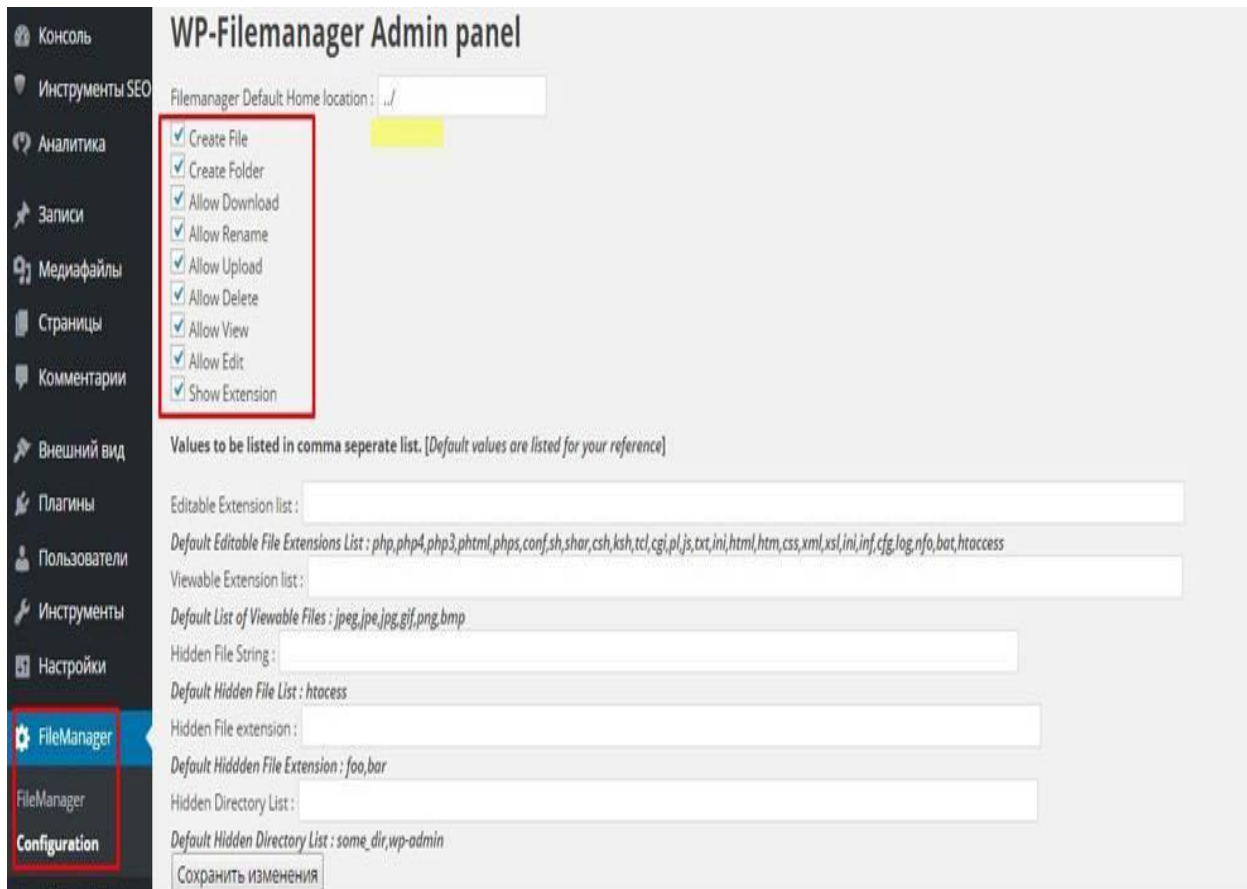 Консоль
Инструменты SEO
Аналитика
Записи
Медиафайлы
Страницы
Комментарии
Внешний вид
Плагины
Пользователи
Инструменты
Настройки
FileManager
FileManager
Configuration
WP-Filemanager Admin panel
Filemanager Default Home location : ../
Create File
Create Folder
Allow Download
Allow Rename
Allow Upload
Allow Delete
Allow View
Allow Edit
Show Extension
Values to be listed in comma seperate list. [Default values are listed for your reference]
Editable Extension list :
Default Editable File Extensions List : php,php4,php3,phtml,phps,conf,sh,shar,csh,ksh,tcl,cgi,pl,js,txt,ini,html,htm,css,xml,xsl,ini,inf,cfg,log,nfo,bat,htaccess
Viewable Extension list :
Default List of Viewable Files : jpeg,jpe,jpg,gif,png,bmp
Hidden File String :
Default Hidden File List : htacess
Hidden File extension :
Default Hiddden File Extension : foo,bar
Hidden Directory List :
Default Hidden Directory List : some_dir,wp-admin
Сохранить изменения